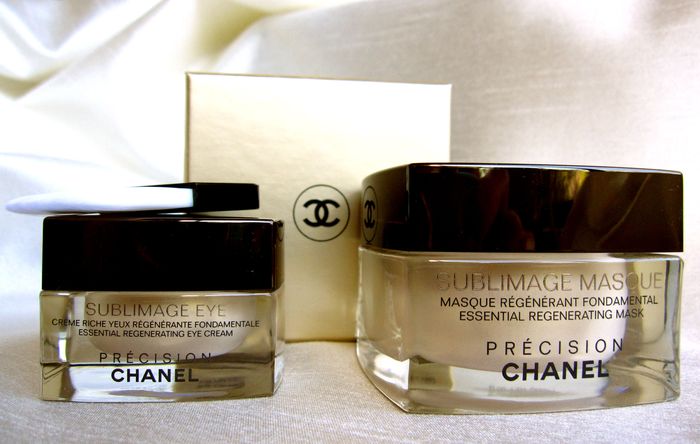 SUBLIMAGE EYE
CRÈME RICHE YEUX RÉGÉNÉRANTE FONDAMENTALE
ESSENTIAL REGENERATING EYE CREAM
PRÉCISION
CHANEL
SUBLIMAGE MASQUE
MASQUE RÉGÉNÉRANT FONDAMENTAL
ESSENTIAL REGENERATING MASK
PRÉCISION
CHANEL